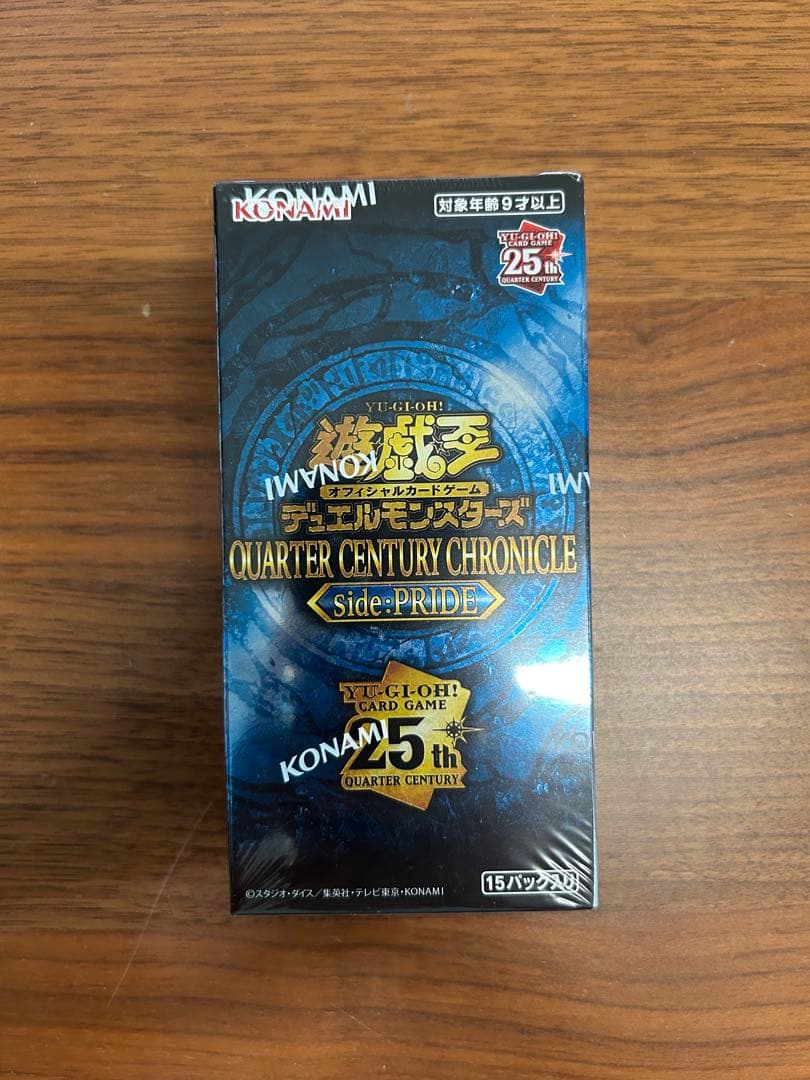 KONAMI
KONAMI
対象年齢9才以上
YU-GI-OH!
CARD GAME
25th
QUARTER CENTURY
YU-GI-OH!
遊戯王
KONAMI
オフィシャルカードゲーム
KONAMI
デュエルモンスターズ
QUARTER CENTURY CHRONICLE
side:PRIDE
YU-GI-OH!
CARD GAME
25th
KONAMI
QUARTER CENTURY
15パック入り
©スタジオ・ダイス/集英社・テレビ東京・KONAMI